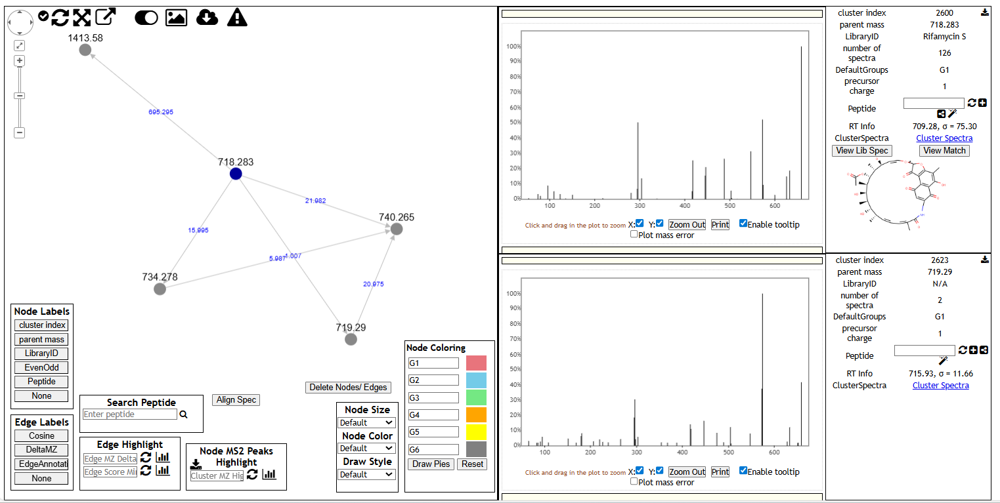 1413.58
695.295
718.283
21.982
740.265
15.995
5.987
1.007
734.278
20.975
719.29
Node Labels
cluster index
parent mass
LibraryID
EvenOdd
Peptide
None
Edge Labels
Cosine
DeltaMZ
EdgeAnnotati
None
Search Peptide
Enter peptide
Align Spec
Edge Highlight
Edge MZ Delta
Edge Score Mi
Node MS2 Peaks
Highlight
Cluster MZ Hig
Delete Nodes/ Edges
Node Size
Default
Node Color
Default
Draw Style
Default
Node Coloring
G1
G2
G3
G4
G5
G6
Draw Pies Reset
100%
90%
80%
70%
60%
50%
40%
30%
20%
10%
0%
100 200 300 400 500 600
Click and drag in the plot to zoom X: Y: Zoom Out Print Enable tooltip
Plot mass error
cluster index 2600
parent mass 718.283
LibraryID Rifamycin S
number of
spectra 126
DefaultGroups G1
precursor
charge 1
Peptide
RT Info 709.28, σ = 75.30
ClusterSpectra Cluster Spectra
View Lib Spec View Match
100%
90%
80%
70%
60%
50%
40%
30%
20%
10%
0%
100 200 300 400 500 600
Click and drag in the plot to zoom X: Y: Zoom Out Print Enable tooltip
Plot mass error
cluster index 2623
parent mass 719.29
LibraryID N/A
number of
spectra 2
DefaultGroups G1
precursor
charge 1
Peptide
RT Info 715.93, σ = 11.66
ClusterSpectra Cluster Spectra